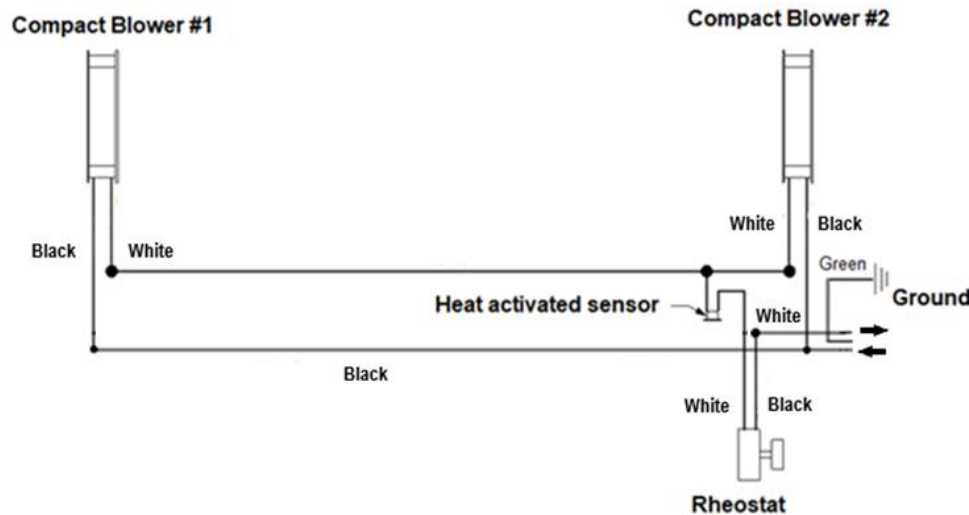 Compact Blower #1
Compact Blower #2
Black
White
White
Black
Green
Ground
Heat activated sensor
White
Black
White
Black
Rheostat